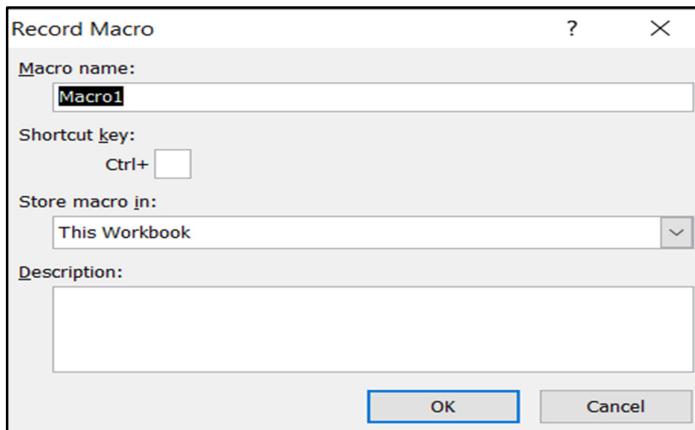 Record Macro ?
Macro name:
Macro1
Shortcut key:
Ctrl+
Store macro in:
This Workbook
Description:
OK Cancel